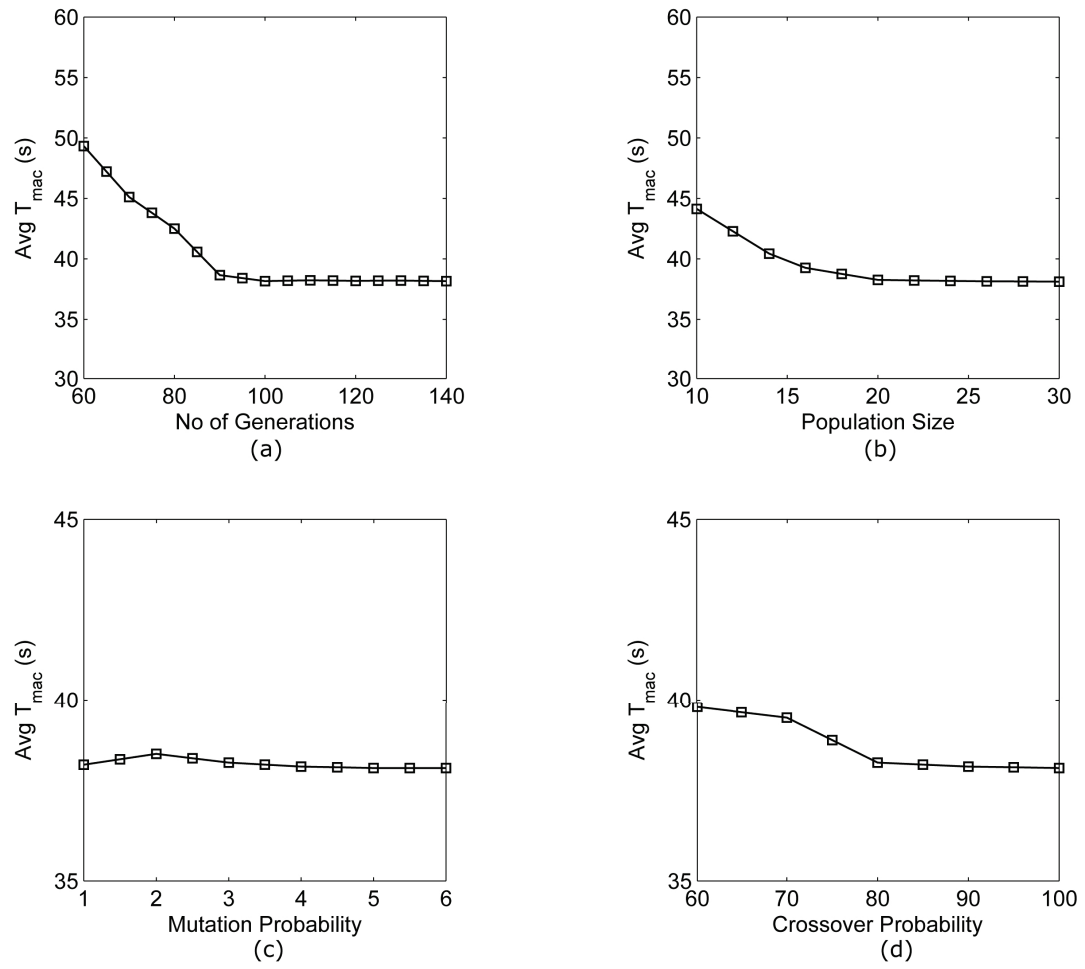 60
55
50
45
40
35
30
Avg T_mac (s)
60 80 100 120 140
No of Generations
(a)
60
55
50
45
40
35
30
Avg T_mac (s)
10 15 20 25 30
Population Size
(b)
45
40
35
Avg T_mac (s)
1 2 3 4 5 6
Mutation Probability
(c)
45
40
35
Avg T_mac (s)
60 70 80 90 100
Crossover Probability
(d)